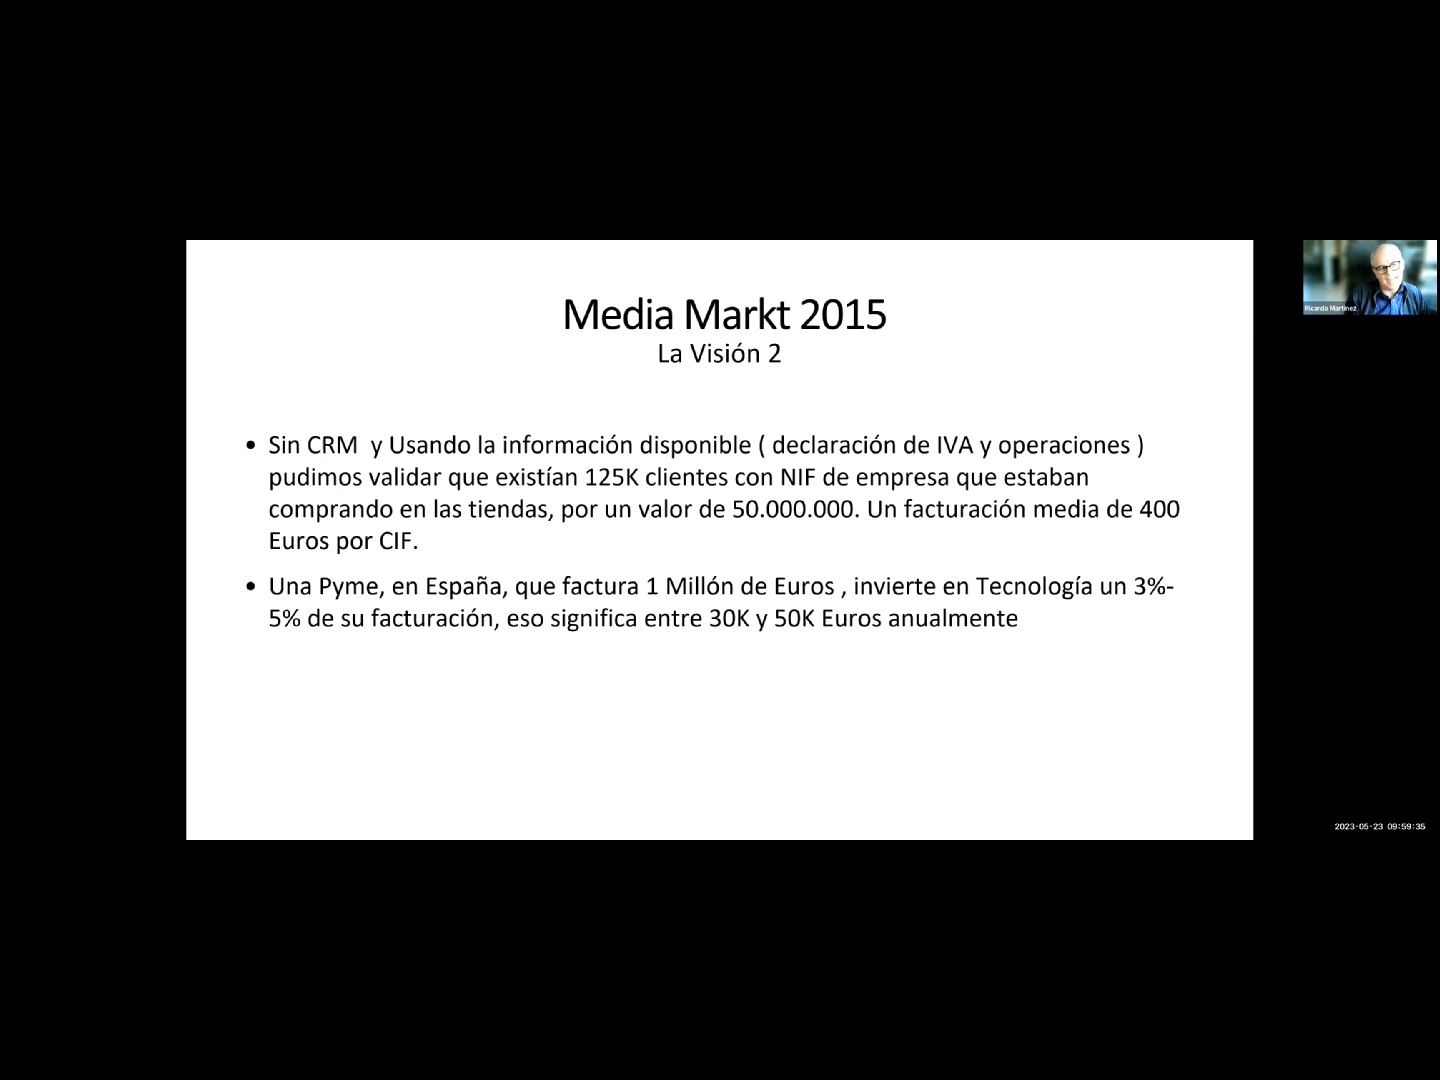 Media Markt 2015
La Visión 2
• Sin CRM  y Usando la información disponible ( declaración de IVA y operaciones )
pudimos validar que existían 125K clientes con NIF de empresa que estaban
comprando en las tiendas, por un valor de 50.000.000. Un facturación media de 400
Euros por CIF.
• Una Pyme, en España, que factura 1 Millón de Euros , invierte en Tecnología un 3%-
5% de su facturación, eso significa entre 30K y 50K Euros anualmente
Ricardo Martinez
2023-05-23 09:59:35